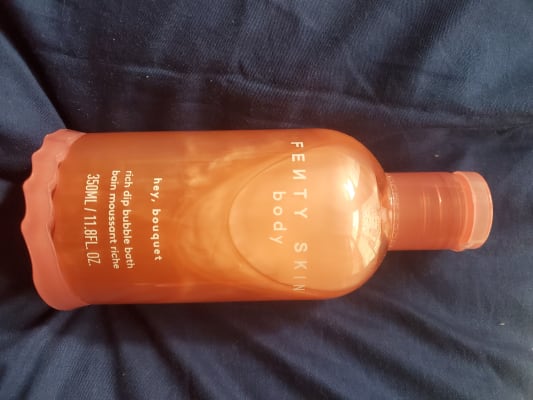 FENTY SKIN
body
hey, bouquet
rich dip bubble bath
bain moussant riche
350ML / 11.8FL. OZ.